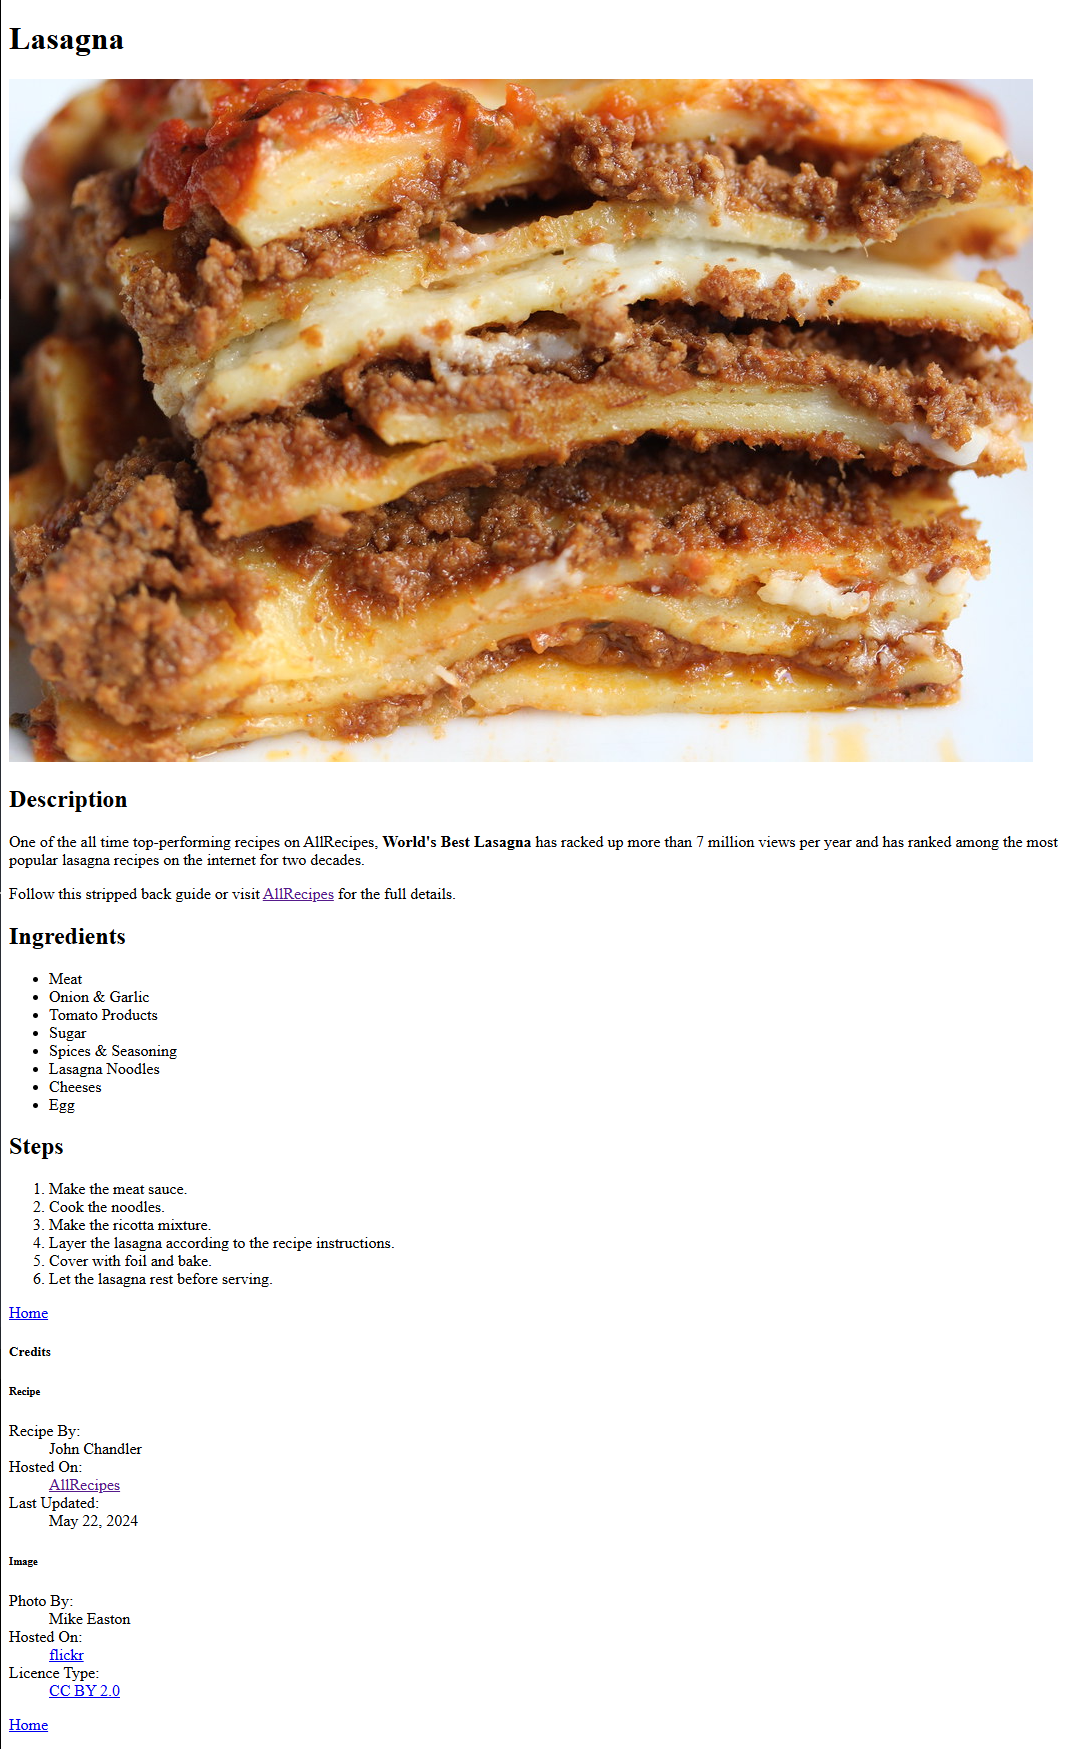 Lasagna
Description
One of the all time top-performing recipes on AllRecipes, World's Best Lasagna has racked up more than 7 million views per year and has ranked among the most
popular lasagna recipes on the internet for two decades.
Follow this stripped back guide or visit AllRecipes for the full details.
Ingredients
• Meat
• Onion & Garlic
• Tomato Products
• Sugar
• Spices & Seasoning
• Lasagna Noodles
• Cheeses
• Egg
Steps
1. Make the meat sauce.
2. Cook the noodles.
3. Make the ricotta mixture.
4. Layer the lasagna according to the recipe instructions.
5. Cover with foil and bake.
6. Let the lasagna rest before serving.
Home
Credits
Recipe
Recipe By:
John Chandler
Hosted On:
AllRecipes
Last Updated:
May 22, 2024
Image
Photo By:
Mike Easton
Hosted On:
flickr
Licence Type:
CC BY 2.0
Home